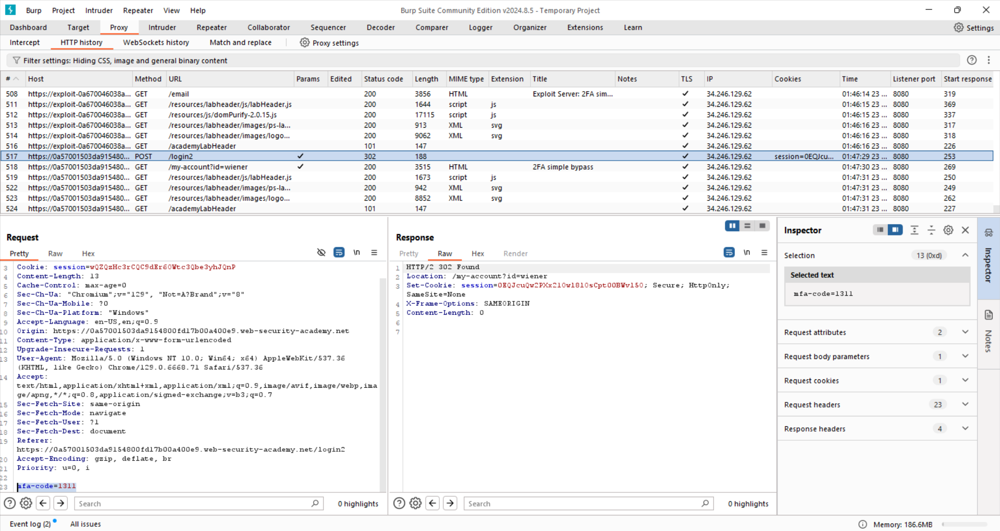 Burp Project Intruder Repeater View Help Burp Suite Community Edition v2024.8.5 - Temporary Project
Dashboard Target Proxy Intruder Repeater Collaborator Sequencer Decoder Comparer Logger Organizer Extensions Learn Settings
Intercept HTTP history WebSockets history Match and replace Proxy settings
Filter settings: Hiding CSS, image and general binary content
# Host Method URL Params Edited Status code Length MIME type Extension Title Notes TLS IP Cookies Time Listener port Start response
508 https://exploit-0a670046038a... GET /email 200 3856 HTML Exploit Server: 2FA sim... ✓ 34.246.129.62 01:46:14 23 ... 8080 319
511 https://exploit-0a670046038a... GET /resources/labheader/js/labHeader.js 200 1644 script js ✓ 34.246.129.62 01:46:15 23 ... 8080 369
512 https://exploit-0a670046038a... GET /resources/js/domPurify-2.0.15.js 200 17115 script js ✓ 34.246.129.62 01:46:15 23 ... 8080 337
513 https://exploit-0a670046038a... GET /resources/labheader/images/ps-la... 200 913 XML svg ✓ 34.246.129.62 01:46:16 23 ... 8080 317
514 https://exploit-0a670046038a... GET /resources/labheader/images/logo... 200 9062 XML svg ✓ 34.246.129.62 01:46:16 23 ... 8080 318
516 https://exploit-0a670046038a... GET /academyLabHeader 101 147 ✓ 34.246.129.62 01:46:16 23 ... 8080 226
517 https://0a57001503da915480... POST /login2 ✓ 302 188 ✓ 34.246.129.62 session=0EQJcu... 01:47:29 23 ... 8080 253
518 https://0a57001503da915480... GET /my-account?id=wiener ✓ 200 3515 HTML 2FA simple bypass ✓ 34.246.129.62 01:47:30 23 ... 8080 269
519 https://0a57001503da915480... GET /resources/labheader/js/labHeader.js 200 1673 script js ✓ 34.246.129.62 01:47:31 23 ... 8080 250
522 https://0a57001503da915480... GET /resources/labheader/images/ps-la... 200 942 XML svg ✓ 34.246.129.62 01:47:31 23 ... 8080 249
523 https://0a57001503da915480... GET /resources/labheader/images/logo... 200 8852 XML svg ✓ 34.246.129.62 01:47:31 23 ... 8080 262
524 https://0a57001503da915480... GET /academyLabHeader 101 147 ✓ 34.246.129.62 01:47:31 23 ... 8080 227
Request
Pretty Raw Hex \n
3 Cookie: session=wQZQzHc3rCQC9dEr60Wtc3Qbe3yhJQnP
4 Content-Length: 13
5 Cache-Control: max-age=0
6 Sec-Ch-Ua: "Chromium";v="129", "Not=A?Brand";v="8"
7 Sec-Ch-Ua-Mobile: ?0
8 Sec-Ch-Ua-Platform: "Windows"
9 Accept-Language: en-US,en;q=0.9
10 Origin: https://0a57001503da9154800fd17b00a400e9.web-security-academy.net
11 Content-Type: application/x-www-form-urlencoded
12 Upgrade-Insecure-Requests: 1
13 User-Agent: Mozilla/5.0 (Windows NT 10.0; Win64; x64) AppleWebKit/537.36
(KHTML, like Gecko) Chrome/129.0.6668.71 Safari/537.36
14 Accept:
text/html,application/xhtml+xml,application/xml;q=0.9,image/avif,image/webp,ima
ge/apng,*/*;q=0.8,application/signed-exchange;v=b3;q=0.7
15 Sec-Fetch-Site: same-origin
16 Sec-Fetch-Mode: navigate
17 Sec-Fetch-User: ?1
18 Sec-Fetch-Dest: document
19 Referer:
https://0a57001503da9154800fd17b00a400e9.web-security-academy.net/login2
20 Accept-Encoding: gzip, deflate, br
21 Priority: u=0, i
22
23 mfa-code=1311
Search 0 highlights
Response
Pretty Raw Hex Render \n
1 HTTP/2 302 Found
2 Location: /my-account?id=wiener
3 Set-Cookie: session=0EQJcuQw2PXx210w1810sCpt00BWv150; Secure; HttpOnly;
SameSite=None
4 X-Frame-Options: SAMEORIGIN
5 Content-Length: 0
6
7
Search 0 highlights
Inspector
Selection 13 (0xd)
Selected text
mfa-code=1311
Request attributes 2
Request body parameters 1
Request cookies 1
Request headers 23
Response headers 4
Inspector
Notes
Event log (2) All issues Memory: 186.6MB